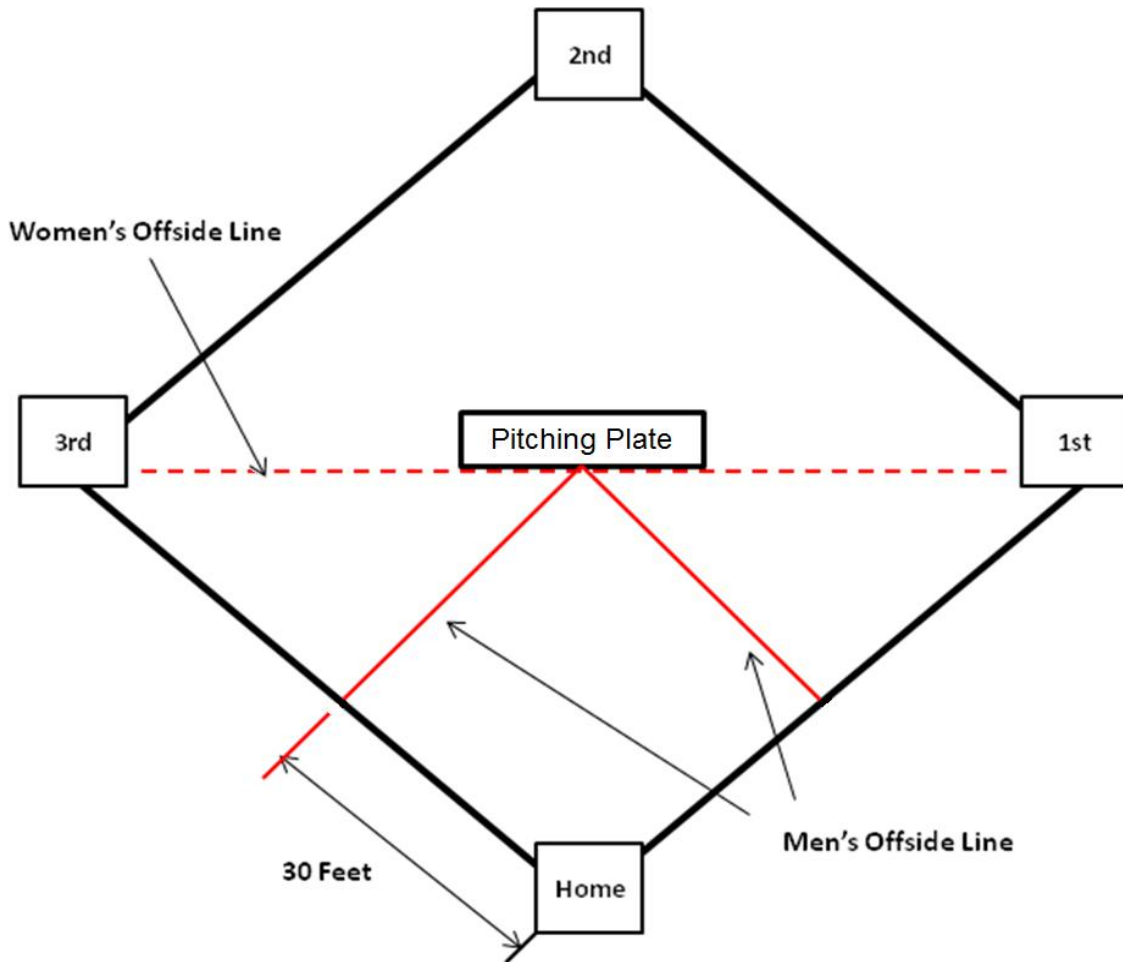 2nd
Women’s Offside Line
3rd
Pitching Plate
1st
Men’s Offside Line
30 Feet
Home